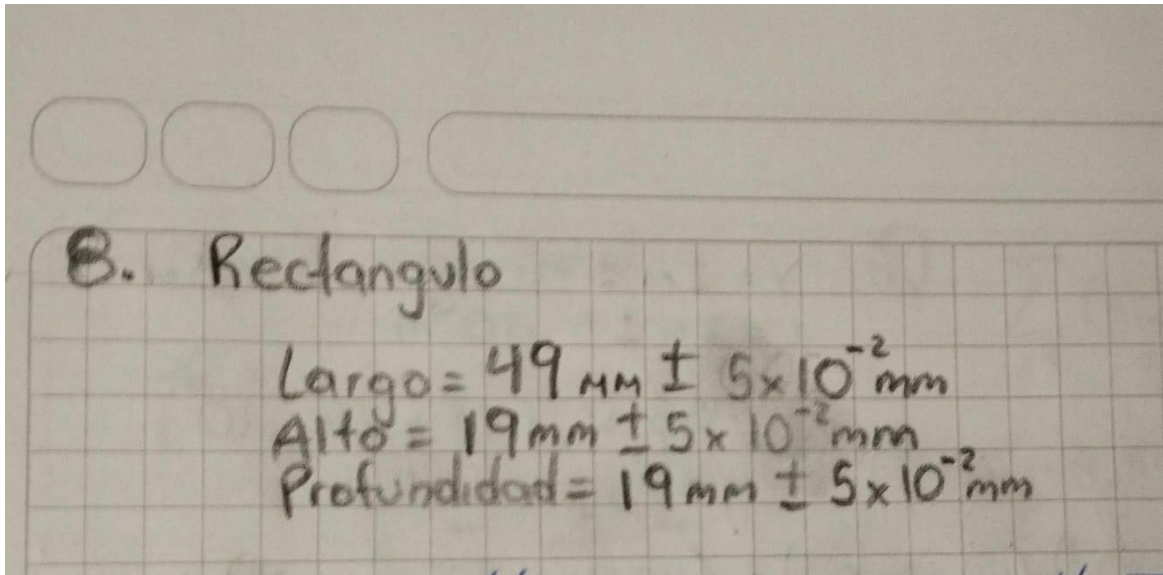 8. Rectangulo
Largo = 49 mm ± 5x10⁻² mm
Alto = 19 mm ± 5x10⁻² mm
Profundidad = 19 mm ± 5x10⁻² mm